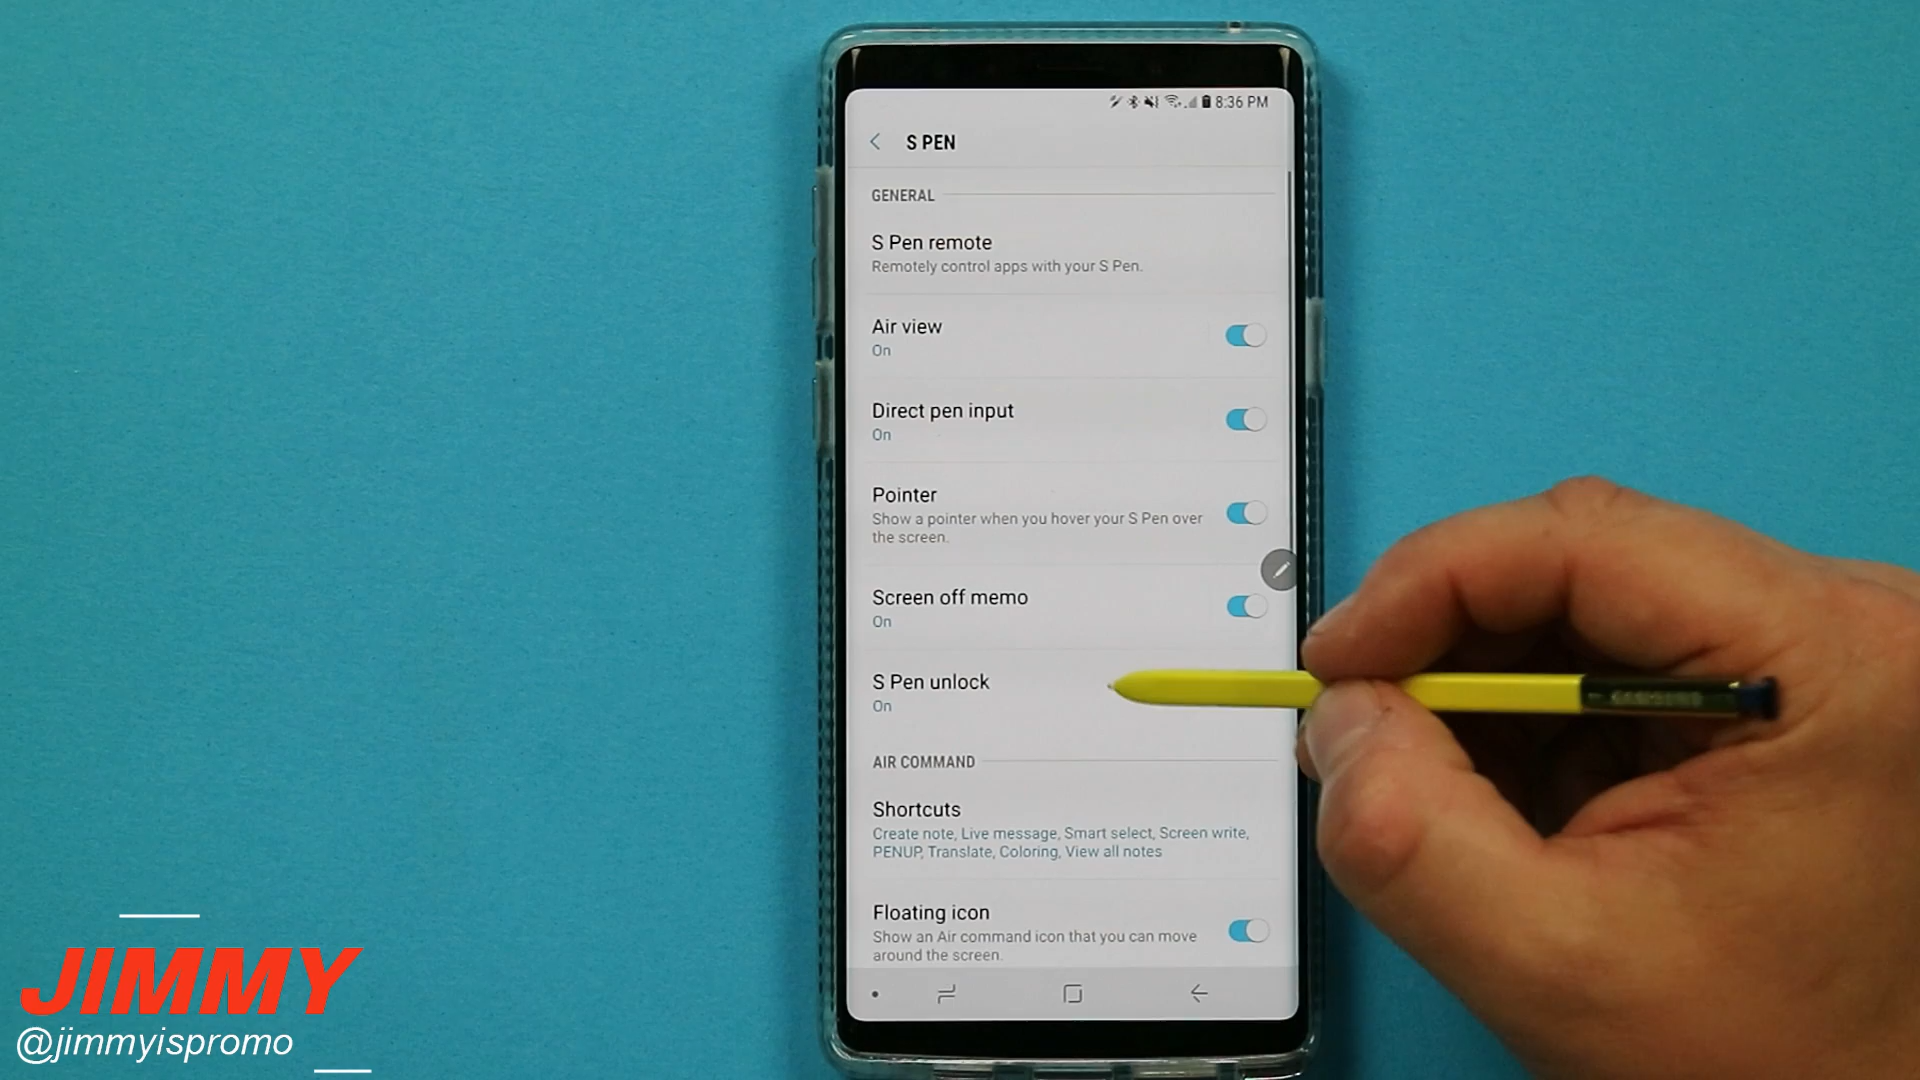 8:36 PM
S PEN
GENERAL
S Pen remote
Remotely control apps with your S Pen.
Air view
On
Direct pen input
On
Pointer
Show a pointer when you hover your S Pen over
the screen.
Screen off memo
On
S Pen unlock
On
SAMSUNG
AIR COMMAND
Shortcuts
Create note, Live message, Smart select, Screen write,
PENUP, Translate, Coloring, View all notes
Floating icon
Show an Air command icon that you can move
around the screen.
JIMMY
@jimmyispromo